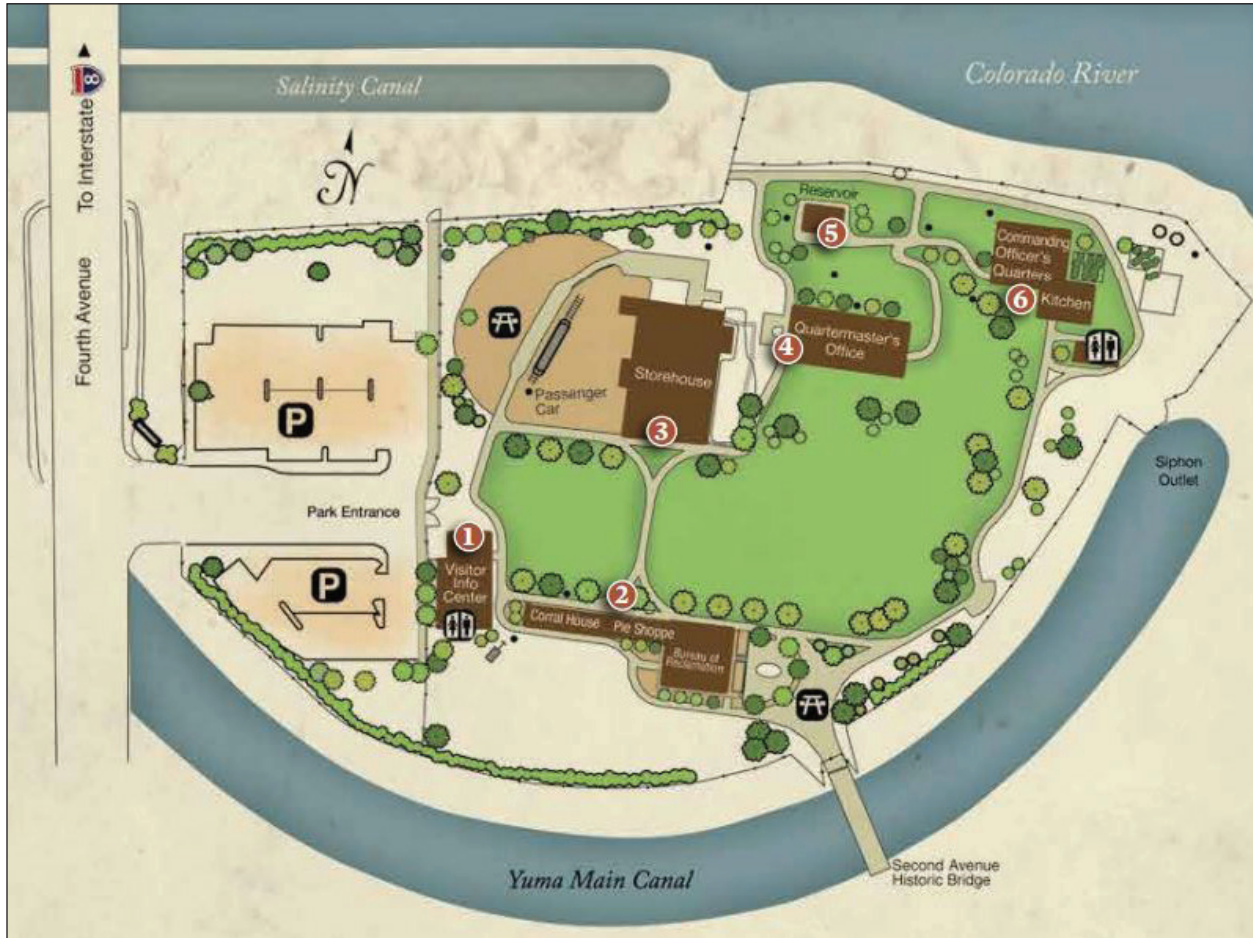 Salinity Canal
Colorado River
To Interstate
8
Fourth Avenue
N
Reservoir
5
Commanding
Officer's
Quarters
6
Kitchen
Quartermaster's
Office
4
Storehouse
3
Passenger
Car
P
Siphon
Outlet
Park Entrance
1
Visitor
Info
Center
P
2
Corral House
Pie Shoppe
Bureau of
Reclamation
Yuma Main Canal
Second Avenue
Historic Bridge